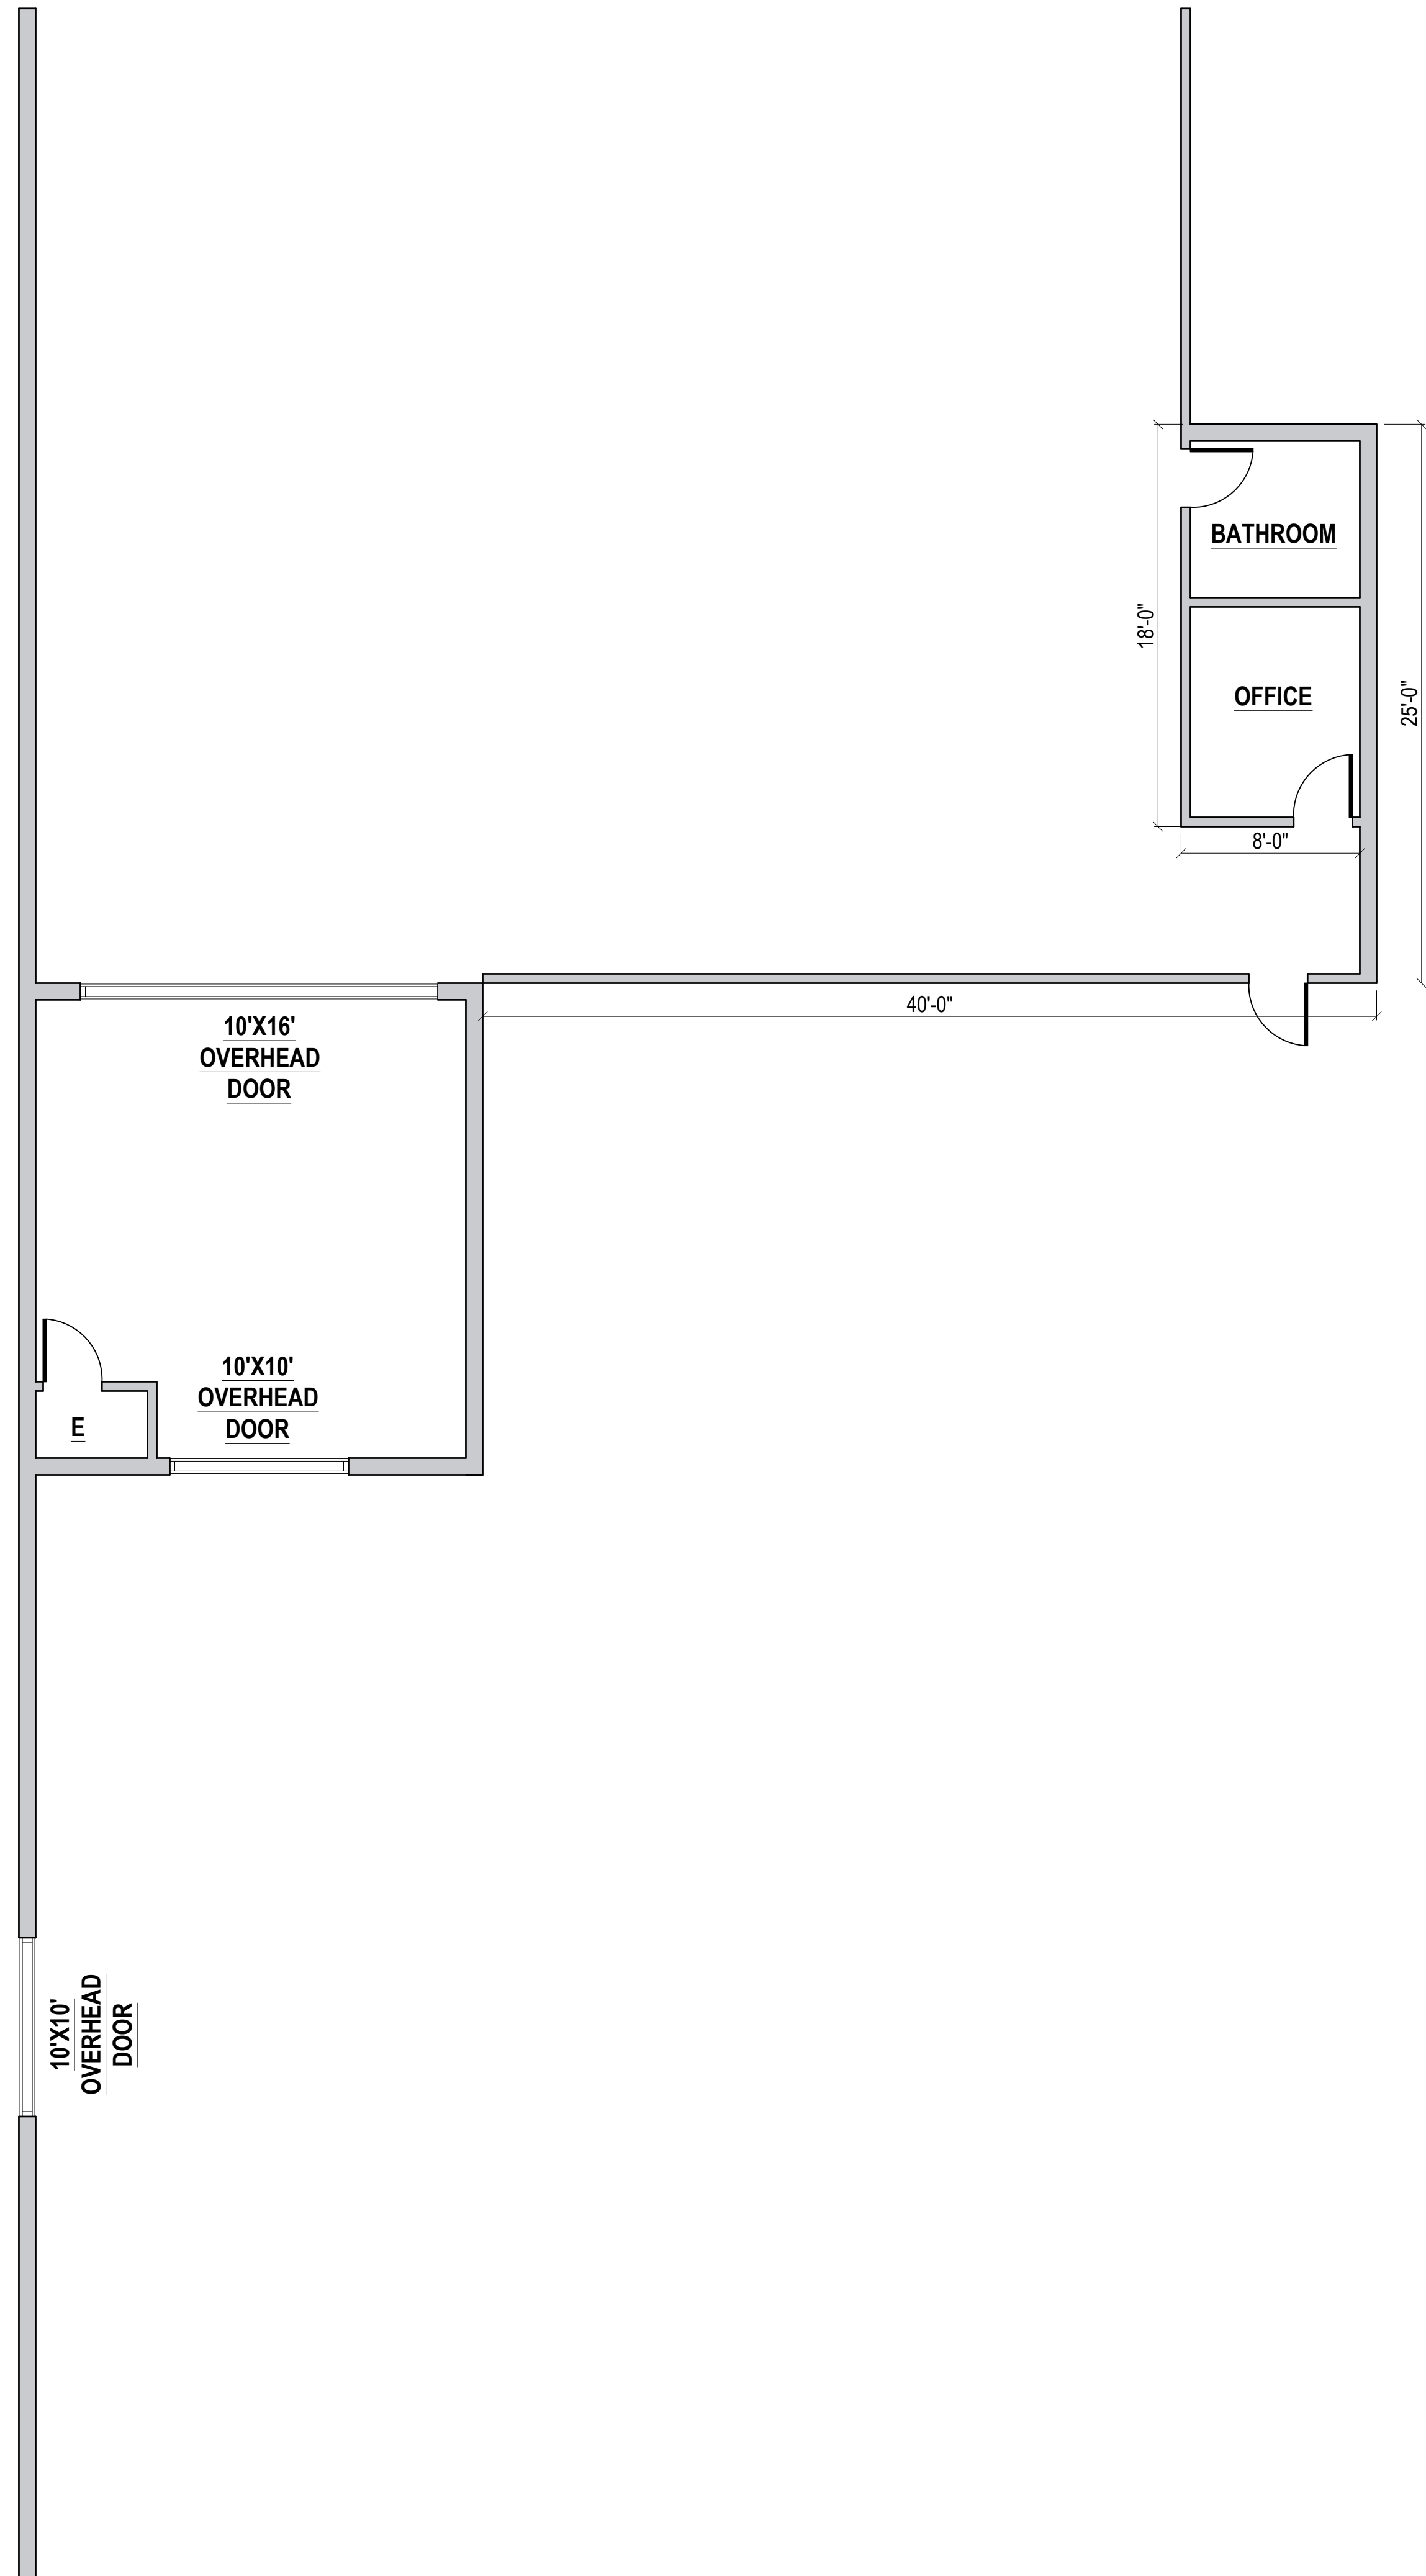 BATHROOM
18'-0"
OFFICE
25'-0"
8'-0"
40'-0"
10'X16'
OVERHEAD
DOOR
10'X10'
OVERHEAD
DOOR
E
10'X10'
OVERHEAD
DOOR